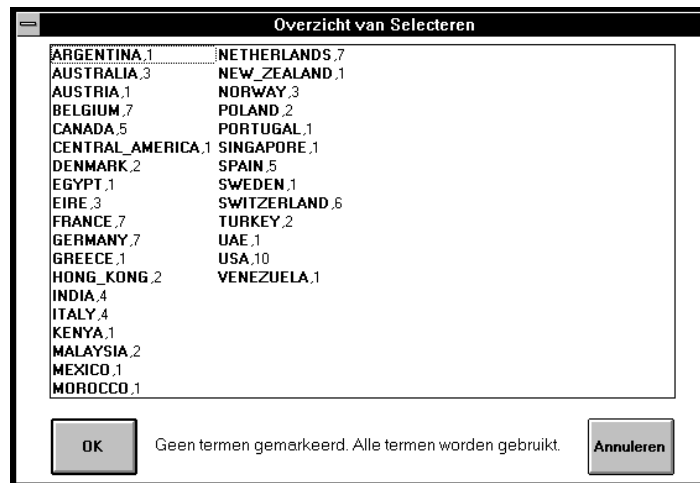 Overzicht van Selecteren
ARGENTINA,1
AUSTRALIA,3
AUSTRIA,1
BELGIUM,7
CANADA,5
CENTRAL_AMERICA,1
DENMARK,2
EGYPT,1
EIRE,3
FRANCE,7
GERMANY,7
GREECE,1
HONG_KONG,2
INDIA,4
ITALY,4
KENYA,1
MALAYSIA,2
MEXICO,1
MOROCCO,1
NETHERLANDS,7
NEW_ZEALAND,1
NORWAY,3
POLAND,2
PORTUGAL,1
SINGAPORE,1
SPAIN,5
SWEDEN,1
SWITZERLAND,6
TURKEY,2
UAE,1
USA,10
VENEZUELA,1
OK
Geen termen gemarkeerd. Alle termen worden gebruikt.
Annuleren